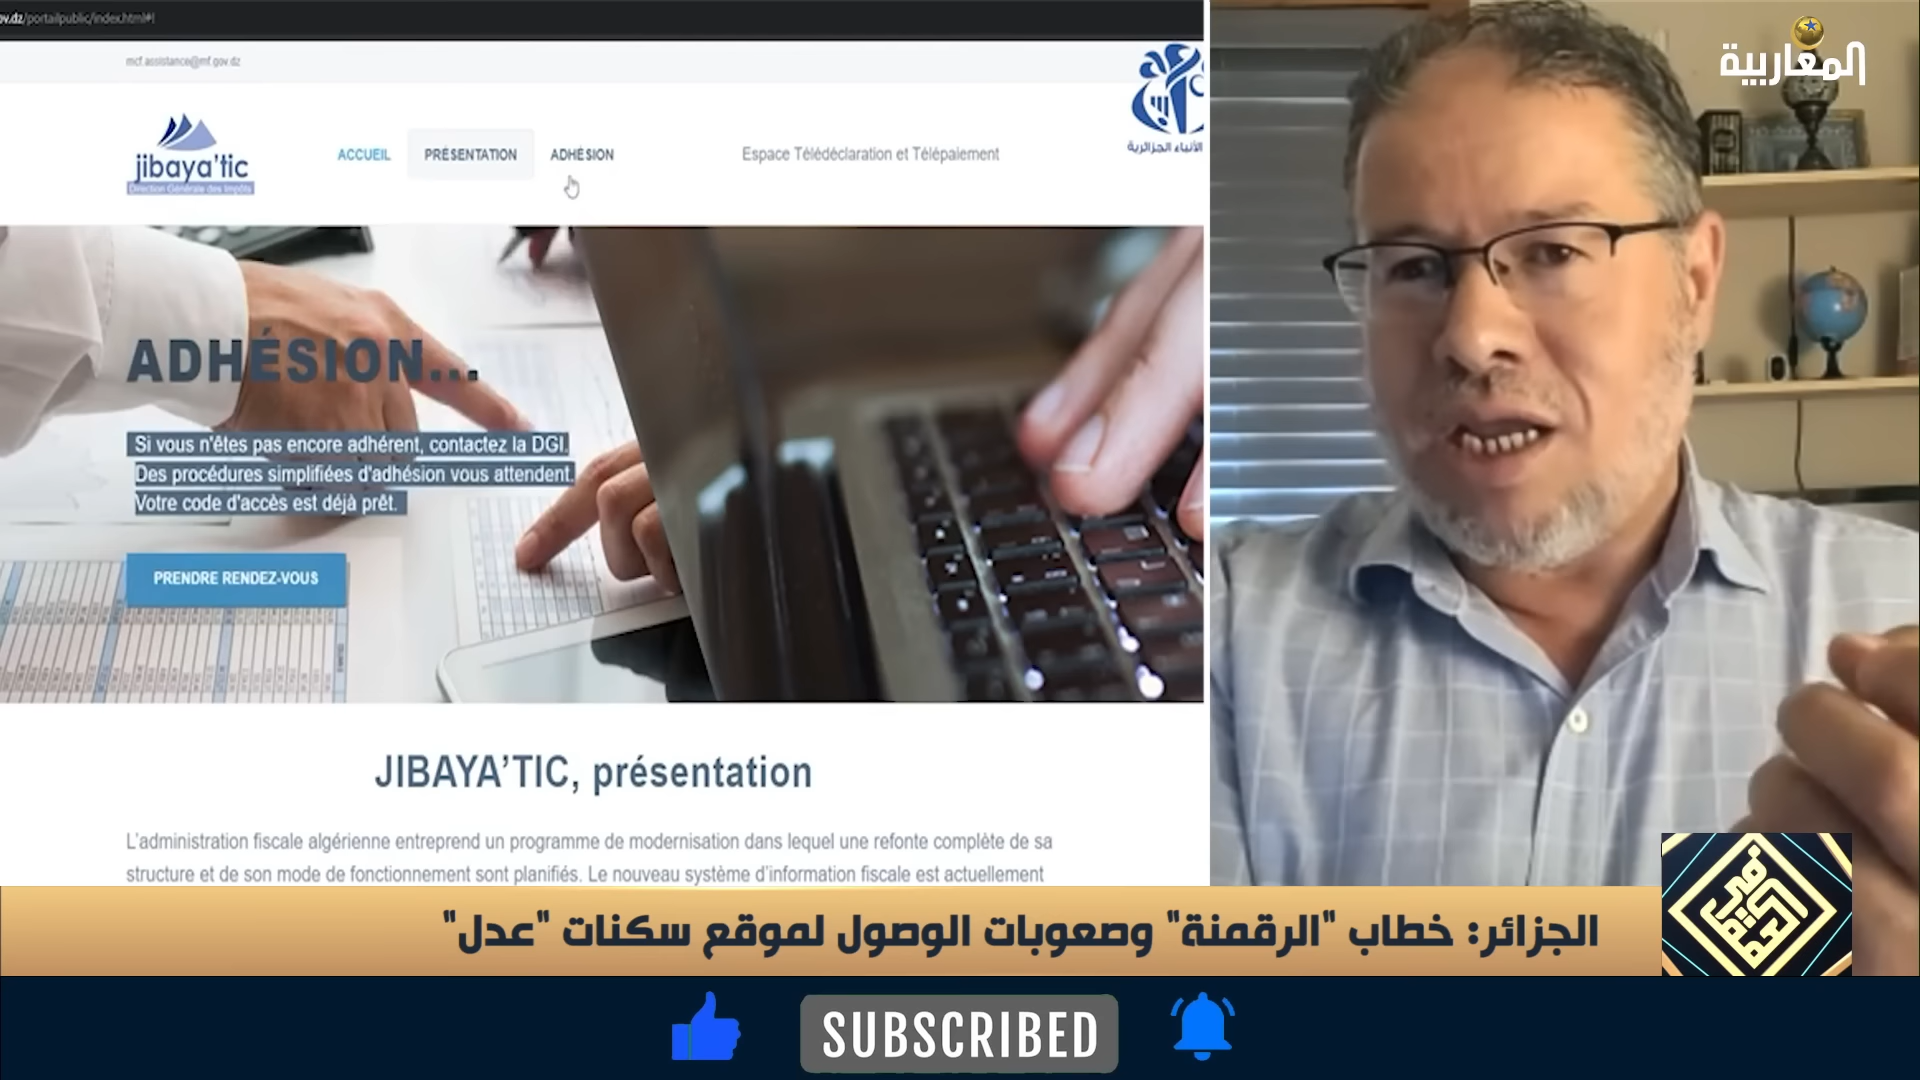 ov.dz/portailpublic/index.html#!
mcf.assistance@mf.gov.dz
المغاربية
jibaya'tic
Direction Générale des Impôts
ACCUEIL
PRÉSENTATION
ADHÉSION
Espace Télédéclaration et Télépaiement
الأنباء الجزائرية
ADHÉSION...
Si vous n'êtes pas encore adhérent, contactez la DGI.
Des procédures simplifiées d'adhésion vous attendent.
Votre code d'accès est déjà prêt.
PRENDRE RENDEZ-VOUS
JIBAYA'TIC, présentation
L'administration fiscale algérienne entreprend un programme de modernisation dans lequel une refonte complète de sa
structure et de son mode de fonctionnement sont planifiés. Le nouveau système d'information fiscale est actuellement
الجزائر: خطاب "الرقمنة" وصعوبات الوصول لموقع سكنات "عدل"
SUBSCRIBED